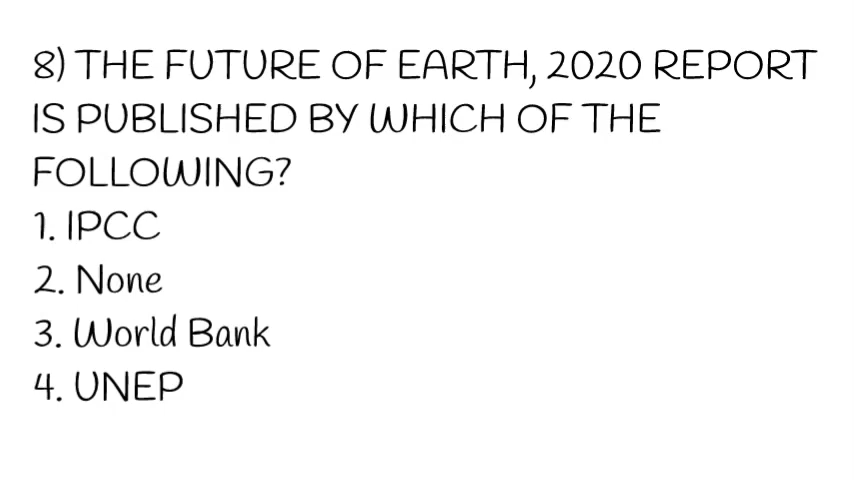 8) THE FUTURE OF EARTH, 2020 REPORT
IS PUBLISHED BY WHICH OF THE
FOLLOWING?
1. IPCC
2. None
3. World Bank
4. UNEP